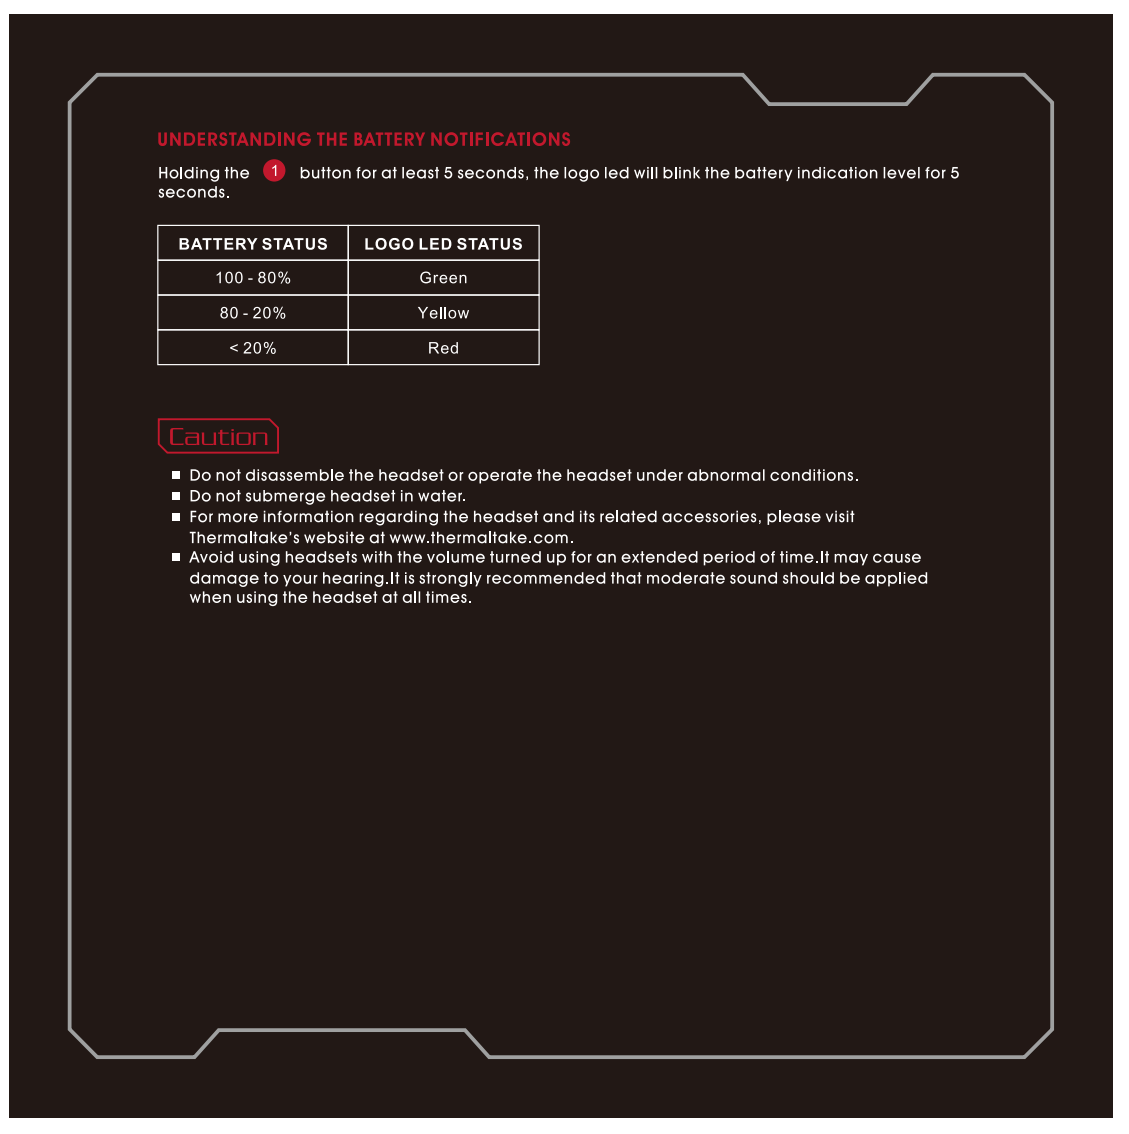 UNDERSTANDING THE BATTERY NOTIFICATIONS
Holding the 1 button for at least 5 seconds, the logo led will blink the battery indication level for 5
seconds.
BATTERY STATUS LOGO LED STATUS
100 - 80% Green
80 - 20% Yellow
< 20% Red
Caution
■ Do not disassemble the headset or operate the headset under abnormal conditions.
■ Do not submerge headset in water.
■ For more information regarding the headset and its related accessories, please visit
Thermaltake's website at www.thermaltake.com.
■ Avoid using headsets with the volume turned up for an extended period of time.It may cause
damage to your hearing.It is strongly recommended that moderate sound should be applied
when using the headset at all times.